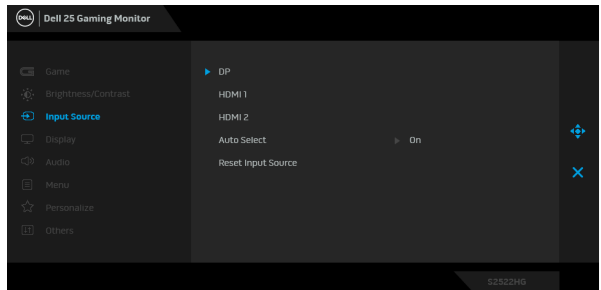 DELL Dell 25 Gaming Monitor
Game
Brightness/Contrast
Input Source
Display
Audio
Menu
Personalize
Others
DP
HDMI 1
HDMI 2
Auto Select On
Reset Input Source
S2522HG